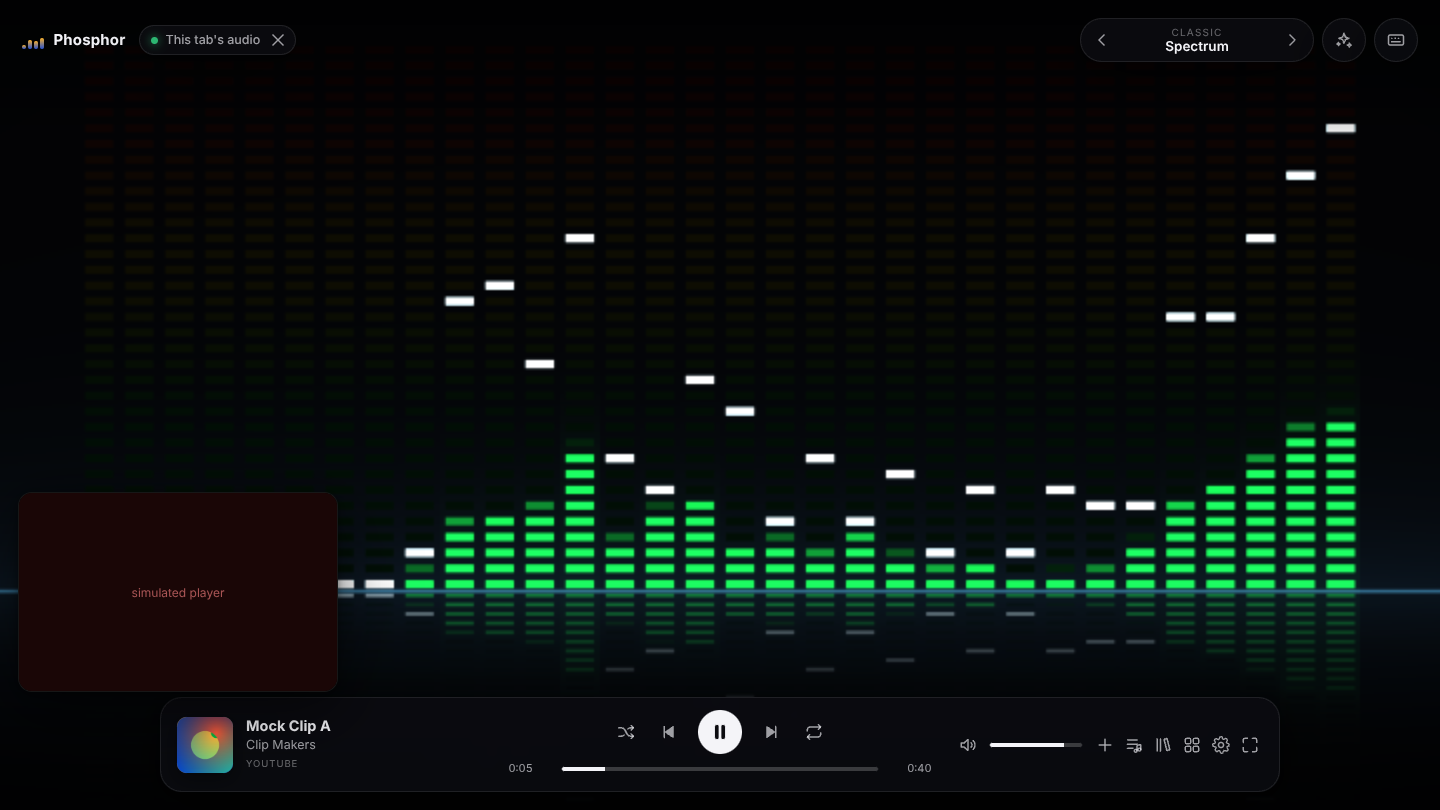 Phosphor
This tab's audio
CLASSIC
Spectrum
simulated player
Mock Clip A
Clip Makers
YOUTUBE
0:05
0:40